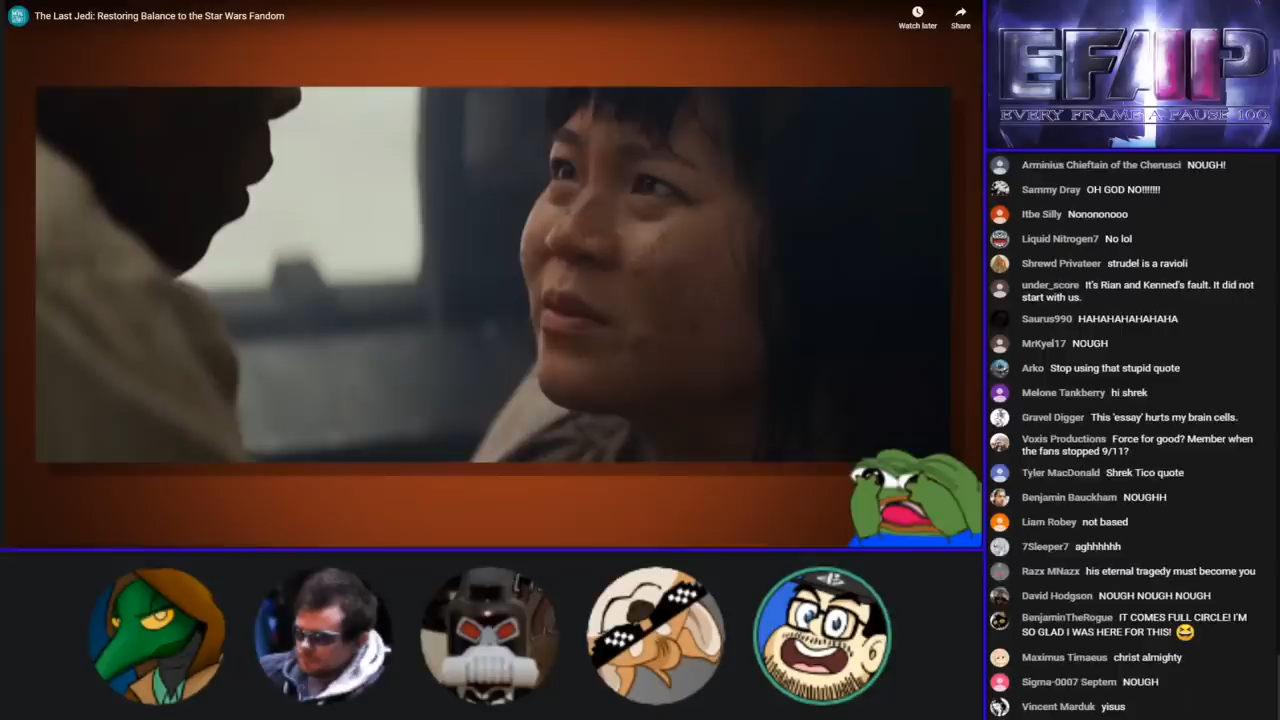 The Last Jedi: Restoring Balance to the Star Wars Fandom
Watch later
Share
EFAP
EVERY FRAME A PAUSE 100
Arminius Chieftain of the Cherusci NOUGH!
Sammy Dray OH GOD NO!!!!!!!
Itbe Silly Nonononooo
Liquid Nitrogen7 No lol
Shrewd Privateer strudel is a ravioli
under_score It's Rian and Kenned's fault. It did not
start with us.
Saurus990 HAHAHAHAHAHAHA
MrKyel17 NOUGH
Arko Stop using that stupid quote
Melone Tankberry hi shrek
Gravel Digger This 'essay' hurts my brain cells.
Voxis Productions Force for good? Member when
the fans stopped 9/11?
Tyler MacDonald Shrek Tico quote
Benjamin Bauckham NOUGHH
Liam Robey not based
7Sleeper7 aghhhhhh
Razx MNazx his eternal tragedy must become you
David Hodgson NOUGH NOUGH NOUGH
BenjaminTheRogue IT COMES FULL CIRCLE! I'M
SO GLAD I WAS HERE FOR THIS! 😆
Maximus Timaeus christ almighty
Sigma-0007 Septem NOUGH
Vincent Marduk yisus